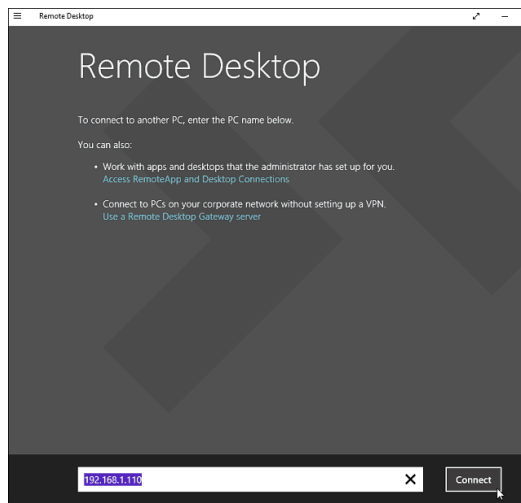 Remote Desktop
Remote Desktop
To connect to another PC, enter the PC name below.
You can also:
• Work with apps and desktops that the administrator has set up for you.
Access RemoteApp and Desktop Connections
• Connect to PCs on your corporate network without setting up a VPN.
Use a Remote Desktop Gateway server
192.168.1.110
Connect